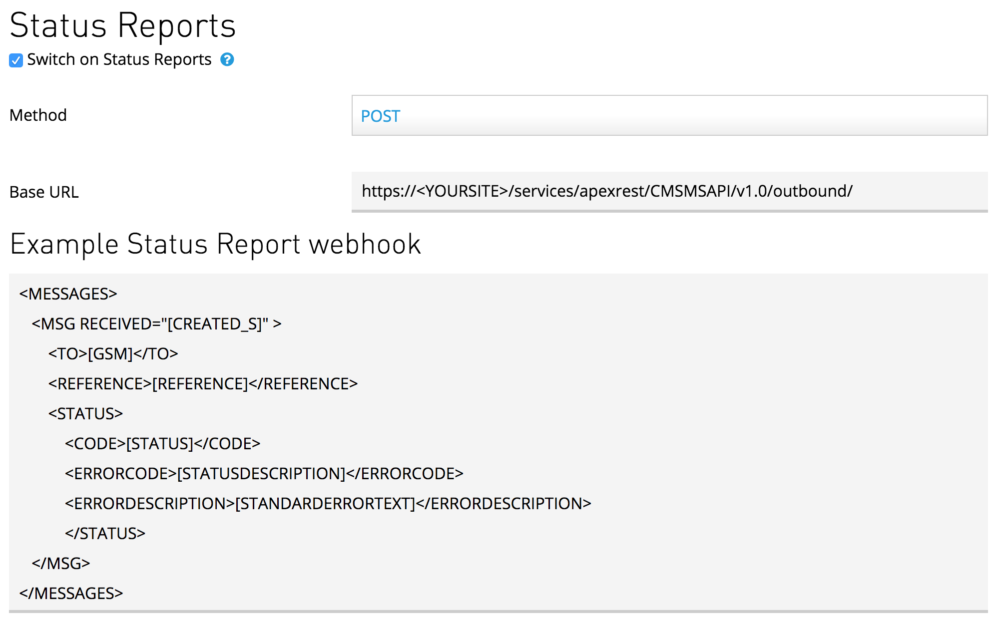 Status Reports
Switch on Status Reports ?
Method
POST
Base URL
https://<YOURSITE>/services/apexrest/CMSMSAPI/v1.0/outbound/
Example Status Report webhook
<MESSAGES>
<MSG RECEIVED="[CREATED_S]" >
<TO>[GSM]</TO>
<REFERENCE>[REFERENCE]</REFERENCE>
<STATUS>
<CODE>[STATUS]</CODE>
<ERRORCODE>[STATUSDESCRIPTION]</ERRORCODE>
<ERRORDESCRIPTION>[STANDARDERRORTEXT]</ERRORDESCRIPTION>
</STATUS>
</MSG>
</MESSAGES>